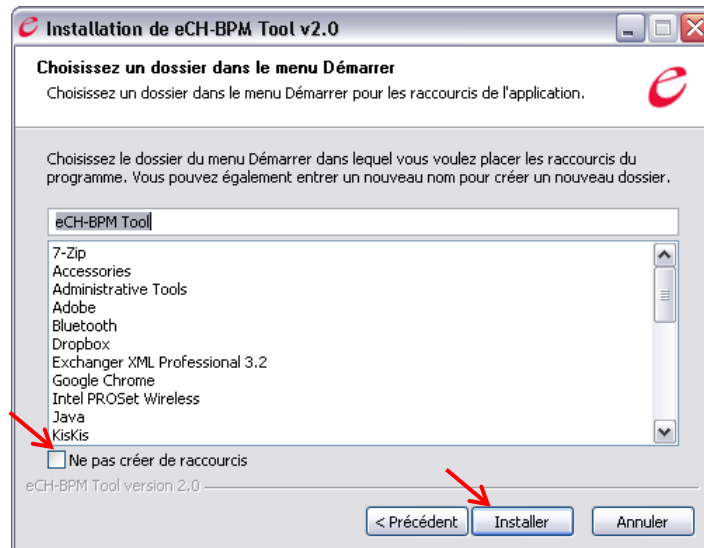 Installation de eCH-BPM Tool v2.0
Choisissez un dossier dans le menu Démarrer
Choisissez un dossier dans le menu Démarrer pour les raccourcis de l'application.
Choisissez le dossier du menu Démarrer dans lequel vous voulez placer les raccourcis du
programme. Vous pouvez également entrer un nouveau nom pour créer un nouveau dossier.
eCH-BPM Tool
7-Zip
Accessories
Administrative Tools
Adobe
Bluetooth
Dropbox
Exchanger XML Professional 3.2
Google Chrome
Intel PROSet Wireless
Java
KisKis
Ne pas créer de raccourcis
eCH-BPM Tool version 2.0
< Précédent Installer Annuler